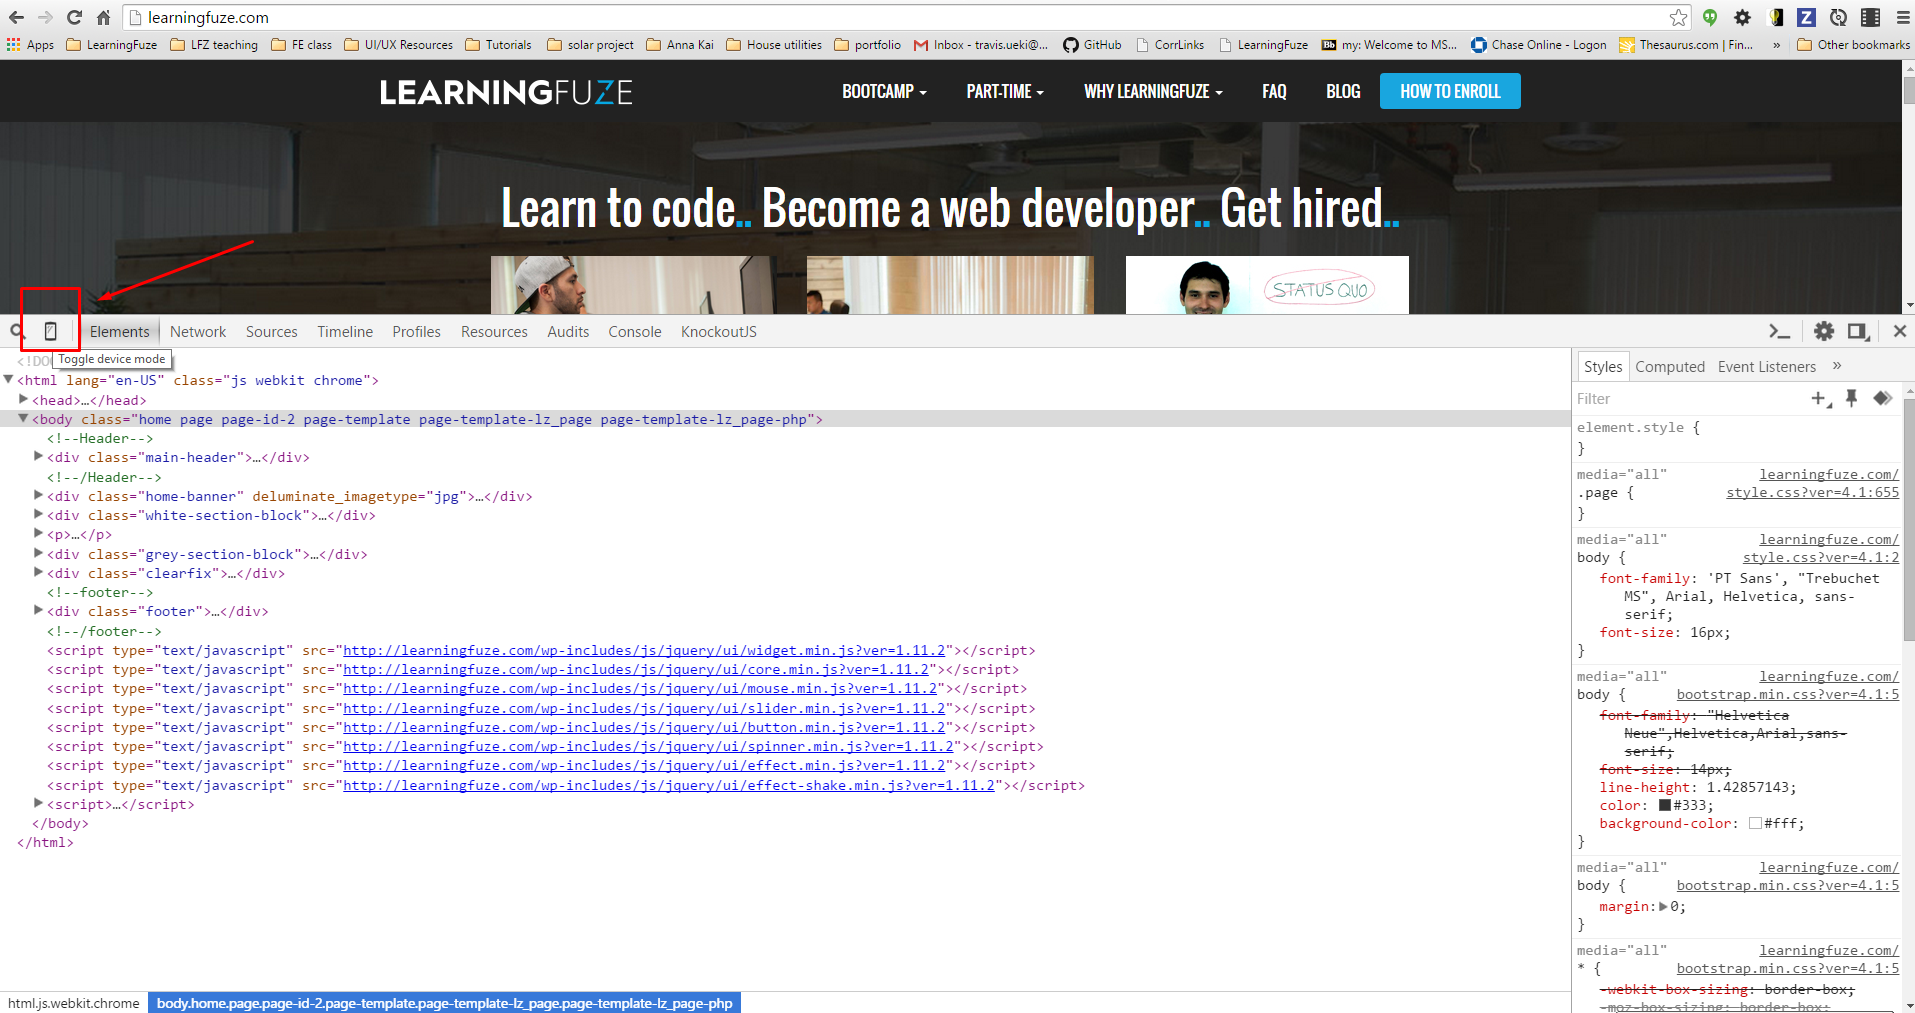 learningfuze.com
Apps LearningFuze LFZ teaching FE class UI/UX Resources Tutorials solar project Anna Kai House utilities portfolio Inbox - travis.ueki@... GitHub CorrLinks LearningFuze Bb my: Welcome to MS... Chase Online - Logon Thesaurus.com | Fin... » Other bookmarks
LEARNINGFUZE BOOTCAMP PART-TIME WHY LEARNINGFUZE FAQ BLOG HOW TO ENROLL
Learn to code.. Become a web developer.. Get hired..
STATUS QUO
Elements Network Sources Timeline Profiles Resources Audits Console KnockoutJS
Toggle device mode
<!DO
<html lang="en-US" class="js webkit chrome">
<head>…</head>
<body class="home page page-id-2 page-template page-template-lz_page page-template-lz_page-php">
<!--Header-->
<div class="main-header">…</div>
<!--/Header-->
<div class="home-banner" deluminate_imagetype="jpg">…</div>
<div class="white-section-block">…</div>
<p>…</p>
<div class="grey-section-block">…</div>
<div class="clearfix">…</div>
<!--footer-->
<div class="footer">…</div>
<!--/footer-->
<script type="text/javascript" src="http://learningfuze.com/wp-includes/js/jquery/ui/widget.min.js?ver=1.11.2"></script>
<script type="text/javascript" src="http://learningfuze.com/wp-includes/js/jquery/ui/core.min.js?ver=1.11.2"></script>
<script type="text/javascript" src="http://learningfuze.com/wp-includes/js/jquery/ui/mouse.min.js?ver=1.11.2"></script>
<script type="text/javascript" src="http://learningfuze.com/wp-includes/js/jquery/ui/slider.min.js?ver=1.11.2"></script>
<script type="text/javascript" src="http://learningfuze.com/wp-includes/js/jquery/ui/button.min.js?ver=1.11.2"></script>
<script type="text/javascript" src="http://learningfuze.com/wp-includes/js/jquery/ui/spinner.min.js?ver=1.11.2"></script>
<script type="text/javascript" src="http://learningfuze.com/wp-includes/js/jquery/ui/effect.min.js?ver=1.11.2"></script>
<script type="text/javascript" src="http://learningfuze.com/wp-includes/js/jquery/ui/effect-shake.min.js?ver=1.11.2"></script>
<script>…</script>
</body>
</html>
html.js.webkit.chrome body.home.page.page-id-2.page-template.page-template-lz_page.page-template-lz_page-php
Styles Computed Event Listeners »
Filter
element.style {
}
media="all" learningfuze.com/
.page { style.css?ver=4.1:655
}
media="all" learningfuze.com/
body { style.css?ver=4.1:2
font-family: 'PT Sans', "Trebuchet
MS", Arial, Helvetica, sans-
serif;
font-size: 16px;
}
media="all" learningfuze.com/
body { bootstrap.min.css?ver=4.1:5
font-family: "Helvetica
Neue",Helvetica,Arial,sans-
serif;
font-size: 14px;
line-height: 1.42857143;
color: #333;
background-color: #fff;
}
media="all" learningfuze.com/
body { bootstrap.min.css?ver=4.1:5
margin: 0;
}
media="all" learningfuze.com/
* { bootstrap.min.css?ver=4.1:5
-webkit-box-sizing: border-box;
-moz-box-sizing: border-box;